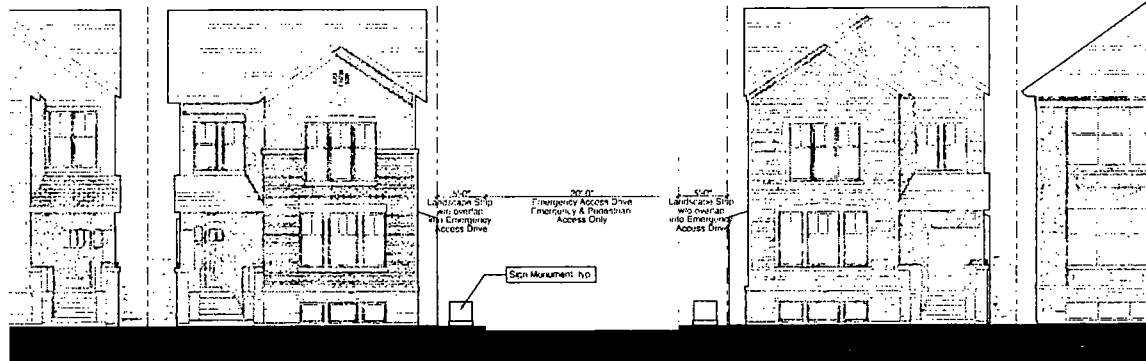 5'-0"
Landscape Strip
w/o overlap
into Emergency
Access Drive
20'-0"
Emergency Access Drive
Emergency & Pedestrian
Access Only
5'-0"
Landscape Strip
w/o overlap
into Emergency
Access Drive
Sign Monument typ